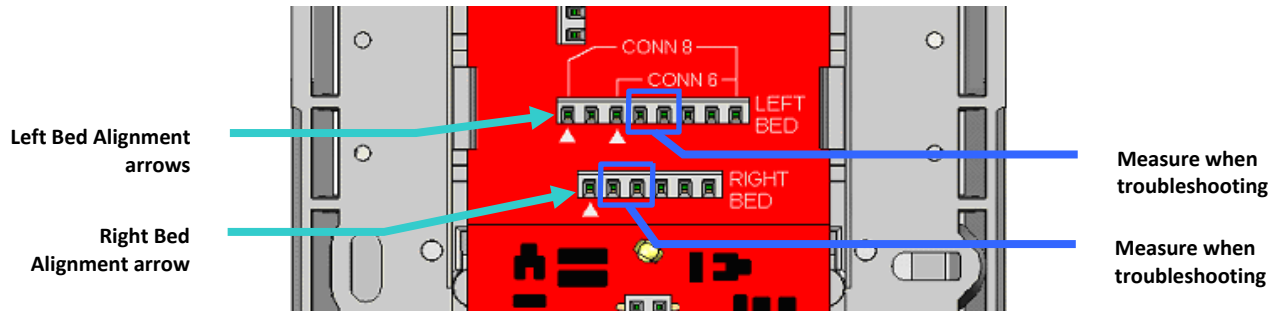 CONN 8
CONN 6
LEFT
BED
Left Bed Alignment
arrows
Measure when
troubleshooting
RIGHT
BED
Right Bed
Alignment arrow
Measure when
troubleshooting